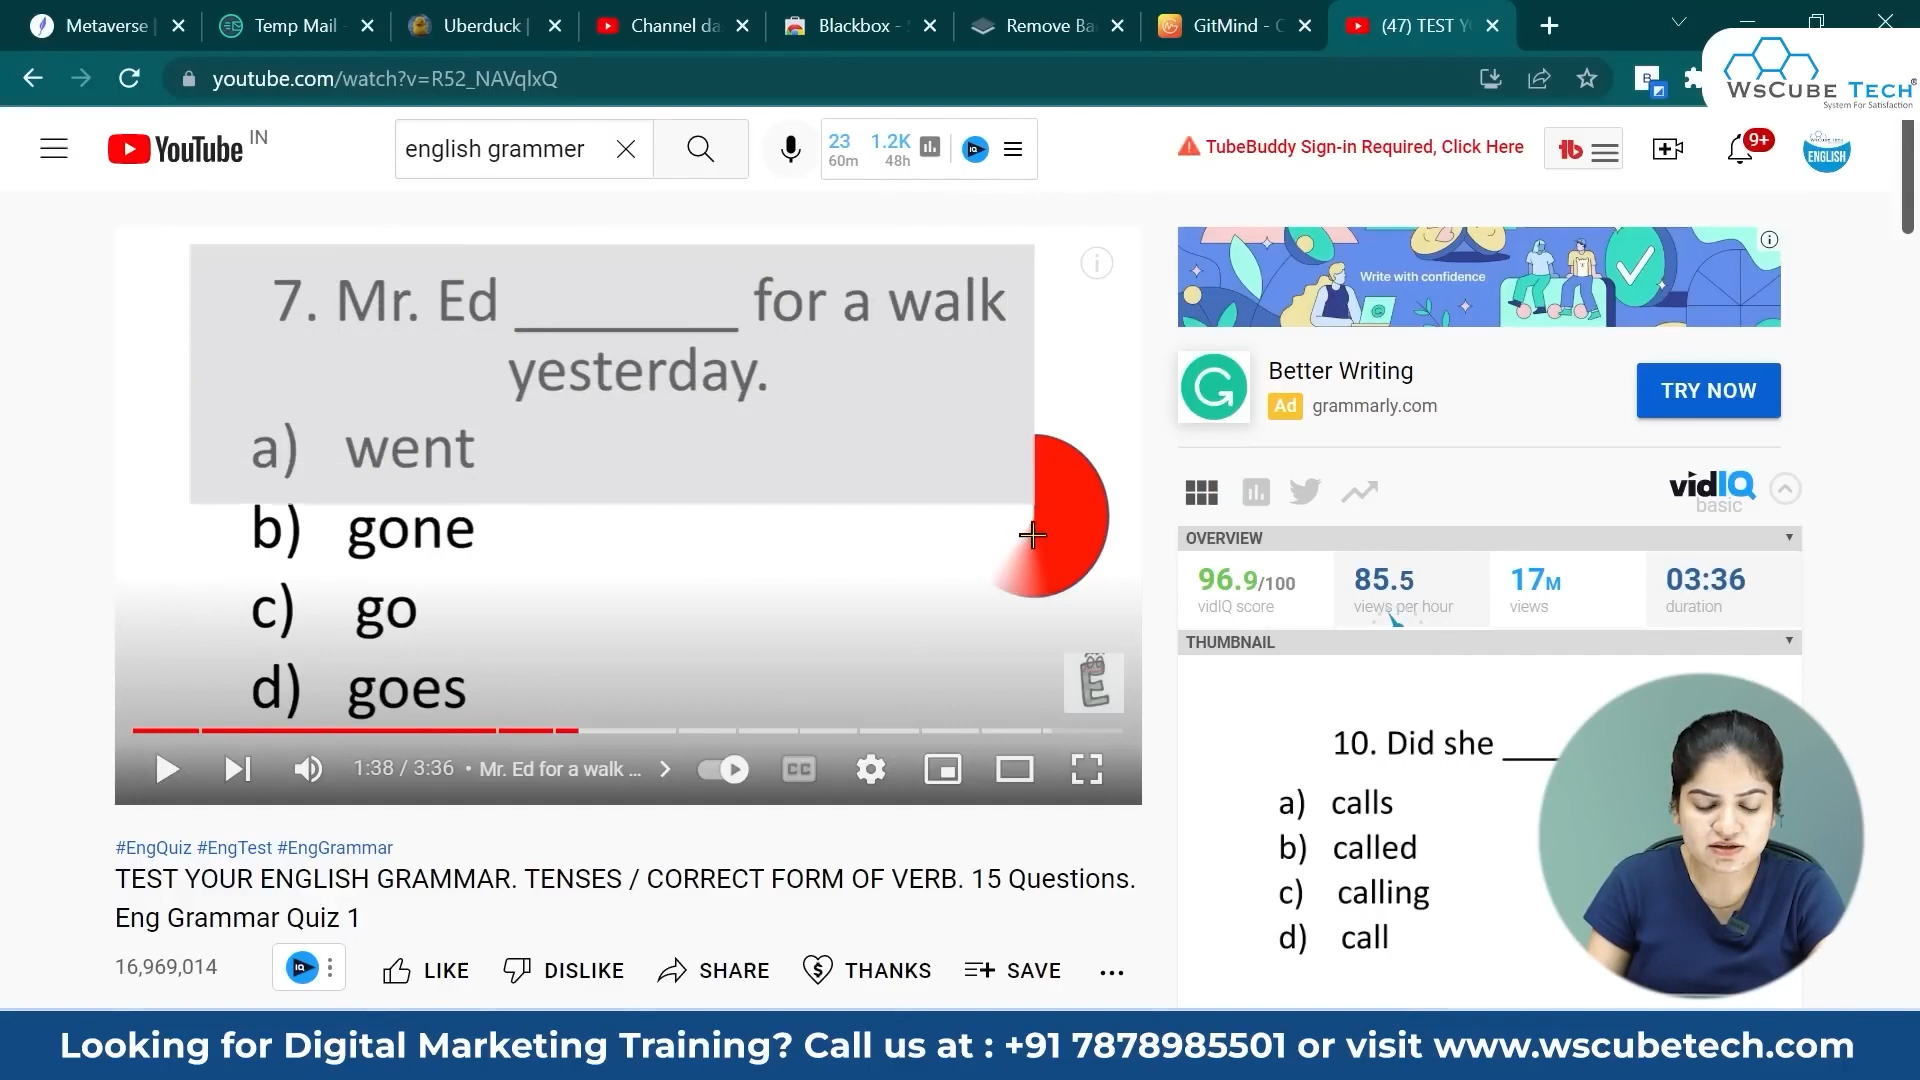 Metaverse
Temp Mail
Uberduck
Channel da
Blackbox -
Remove Ba
GitMind - C
(47) TEST Y
youtube.com/watch?v=R52_NAVqlxQ
WsCube Tech
System For Satisfaction
YouTube IN
english grammer
23
60m
1.2K
48h
TubeBuddy Sign-in Required, Click Here
tb
9+
ENGLISH
7. Mr. Ed ________ for a walk
yesterday.
a) went
b) gone
c) go
d) goes
E
1:38 / 3:36 • Mr. Ed for a walk ...
CC
Write with confidence
Better Writing
Ad grammarly.com
TRY NOW
vidIQ
basic
OVERVIEW
96.9/100
vidIQ score
85.5
views per hour
17M
views
03:36
duration
THUMBNAIL
10. Did she ____
a) calls
b) called
c) calling
d) call
#EngQuiz #EngTest #EngGrammar
TEST YOUR ENGLISH GRAMMAR. TENSES / CORRECT FORM OF VERB. 15 Questions.
Eng Grammar Quiz 1
16,969,014
IQ
LIKE
DISLIKE
SHARE
THANKS
SAVE
...
Looking for Digital Marketing Training? Call us at : +91 7878985501 or visit www.wscubetech.com